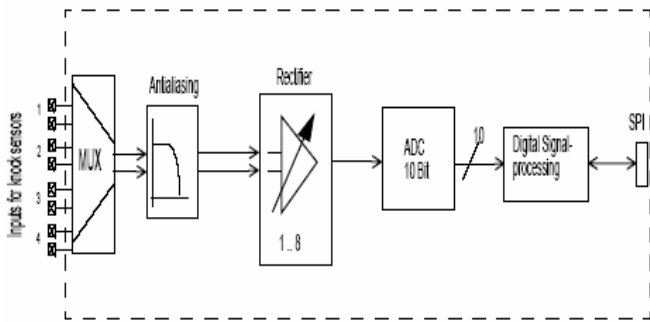 Inputs for knock sensors
1
2
3
4
MUX
Antialiasing
Rectifier
1 .. 8
ADC
10 Bit
10
Digital Signal-
processing
SPI